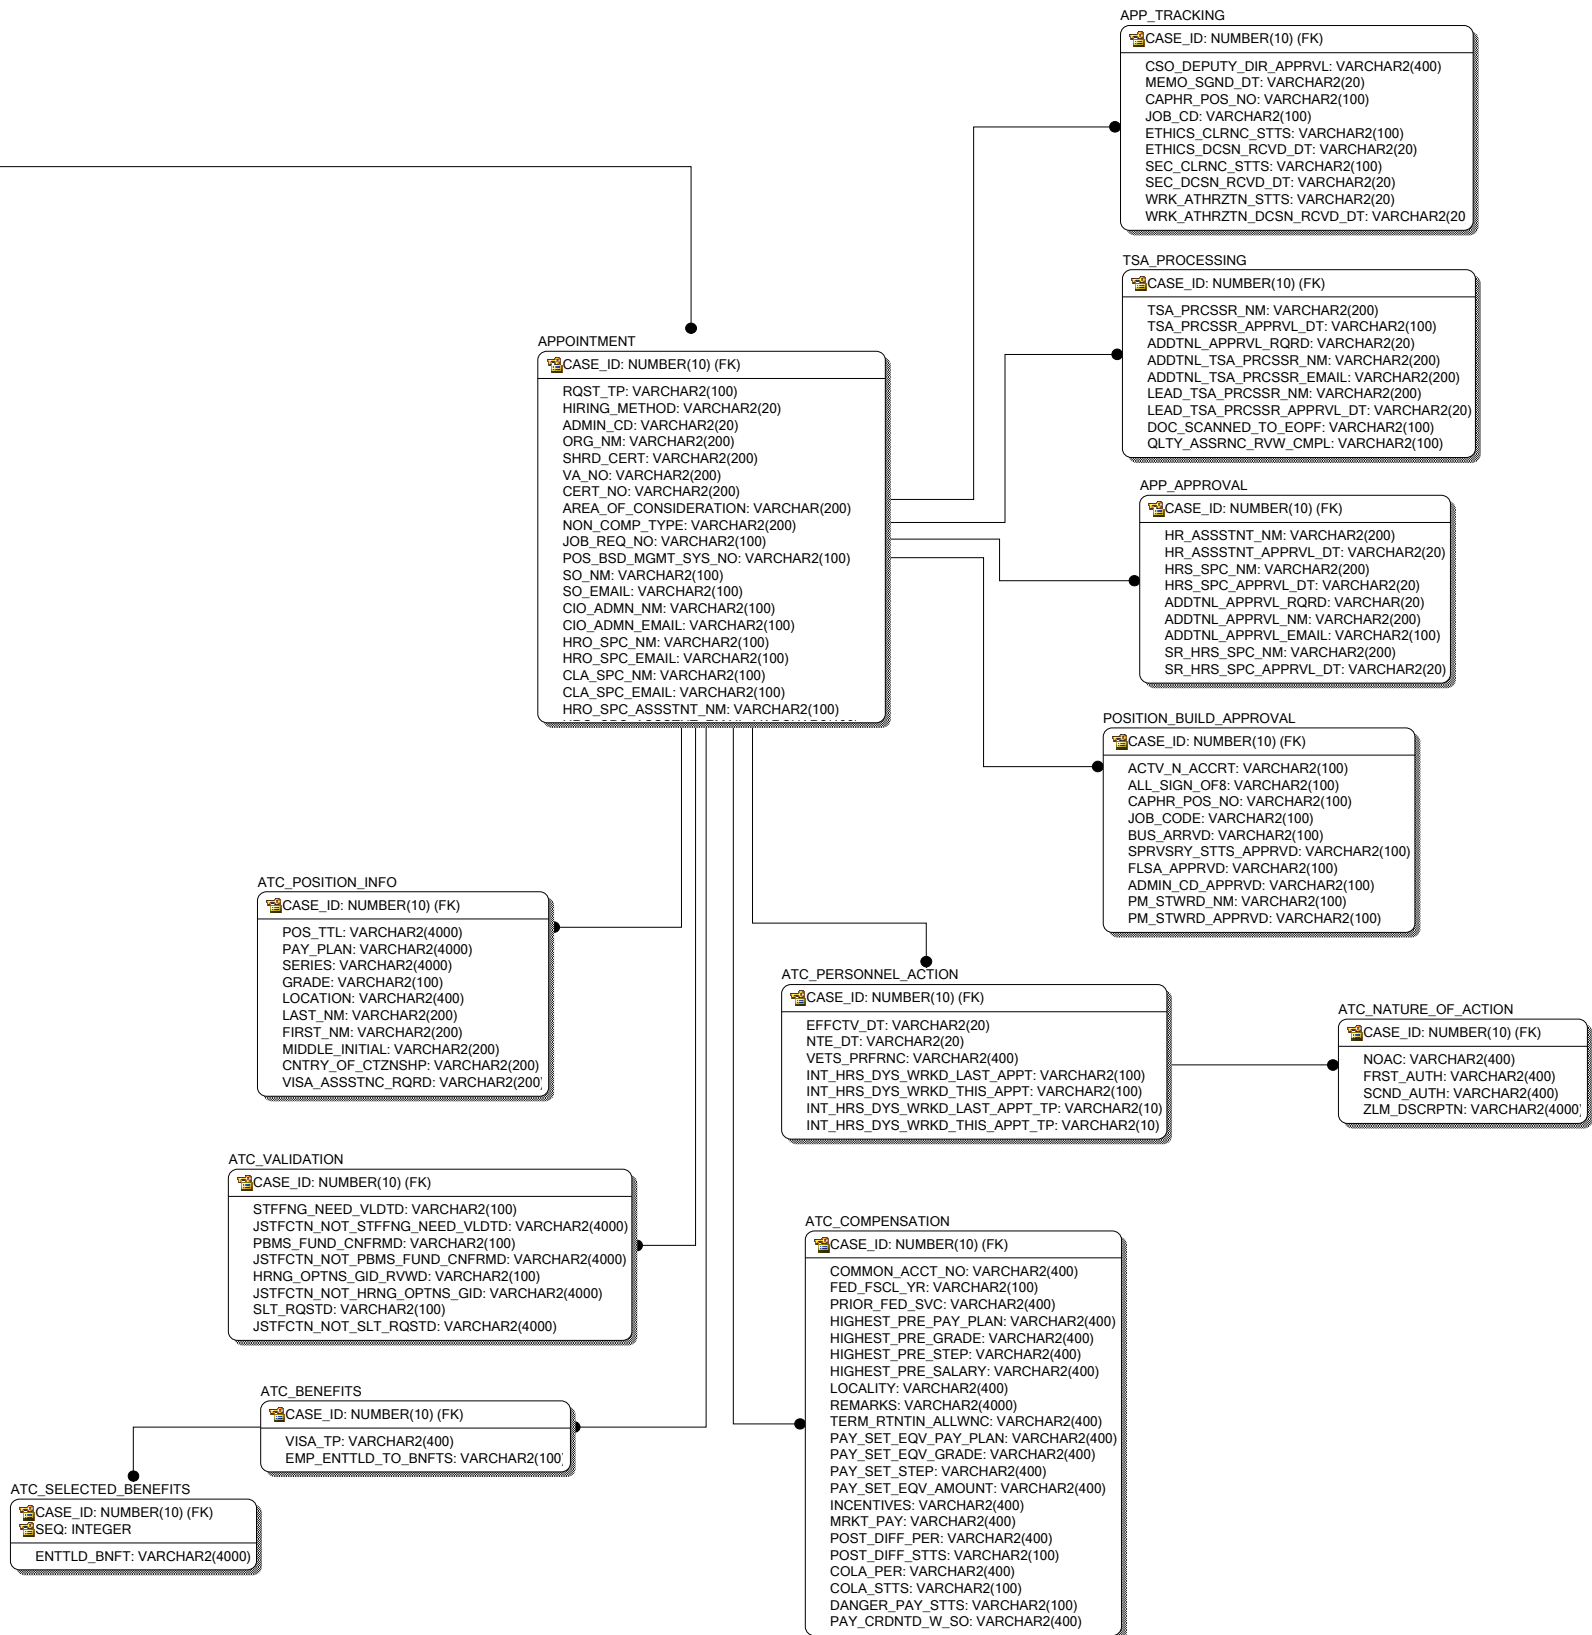 APP_TRACKING
CASE_ID: NUMBER(10) (FK)
CSO_DEPUTY_DIR_APPRVL: VARCHAR2(400)
MEMO_SGND_DT: VARCHAR2(20)
CAPHR_POS_NO: VARCHAR2(100)
JOB_CD: VARCHAR2(100)
ETHICS_CLRNC_STTS: VARCHAR2(100)
ETHICS_DCSN_RCVD_DT: VARCHAR2(20)
SEC_CLRNC_STTS: VARCHAR2(100)
SEC_DCSN_RCVD_DT: VARCHAR2(20)
WRK_ATHRZTN_STTS: VARCHAR2(20)
WRK_ATHRZTN_DCSN_RCVD_DT: VARCHAR2(20
TSA_PROCESSING
CASE_ID: NUMBER(10) (FK)
TSA_PRCSSR_NM: VARCHAR2(200)
TSA_PRCSSR_APPRVL_DT: VARCHAR2(100)
ADDTNL_APPRVL_RQRD: VARCHAR2(20)
ADDTNL_TSA_PRCSSR_NM: VARCHAR2(200)
ADDTNL_TSA_PRCSSR_EMAIL: VARCHAR2(200)
LEAD_TSA_PRCSSR_NM: VARCHAR2(200)
LEAD_TSA_PRCSSR_APPRVL_DT: VARCHAR2(20)
DOC_SCANNED_TO_EOPF: VARCHAR2(100)
QLTY_ASSRNC_RVW_CMPL: VARCHAR2(100)
APPOINTMENT
CASE_ID: NUMBER(10) (FK)
RQST_TP: VARCHAR2(100)
HIRING_METHOD: VARCHAR2(20)
ADMIN_CD: VARCHAR2(20)
ORG_NM: VARCHAR2(200)
SHRD_CERT: VARCHAR2(200)
VA_NO: VARCHAR2(200)
CERT_NO: VARCHAR2(200)
AREA_OF_CONSIDERATION: VARCHAR(200)
NON_COMP_TYPE: VARCHAR2(200)
JOB_REQ_NO: VARCHAR2(100)
POS_BSD_MGMT_SYS_NO: VARCHAR2(100)
SO_NM: VARCHAR2(100)
SO_EMAIL: VARCHAR2(100)
CIO_ADMN_NM: VARCHAR2(100)
CIO_ADMN_EMAIL: VARCHAR2(100)
HRO_SPC_NM: VARCHAR2(100)
HRO_SPC_EMAIL: VARCHAR2(100)
CLA_SPC_NM: VARCHAR2(100)
CLA_SPC_EMAIL: VARCHAR2(100)
HRO_SPC_ASSSTNT_NM: VARCHAR2(100)
APP_APPROVAL
CASE_ID: NUMBER(10) (FK)
HR_ASSSTNT_NM: VARCHAR2(200)
HR_ASSSTNT_APPRVL_DT: VARCHAR2(20)
HRS_SPC_NM: VARCHAR2(200)
HRS_SPC_APPRVL_DT: VARCHAR2(20)
ADDTNL_APPRVL_RQRD: VARCHAR(20)
ADDTNL_APPRVL_NM: VARCHAR2(200)
ADDTNL_APPRVL_EMAIL: VARCHAR2(100)
SR_HRS_SPC_NM: VARCHAR2(200)
SR_HRS_SPC_APPRVL_DT: VARCHAR2(20)
POSITION_BUILD_APPROVAL
CASE_ID: NUMBER(10) (FK)
ACTV_N_ACCRT: VARCHAR2(100)
ALL_SIGN_OF8: VARCHAR2(100)
CAPHR_POS_NO: VARCHAR2(100)
JOB_CODE: VARCHAR2(100)
BUS_ARRVD: VARCHAR2(100)
SPRVSRY_STTS_APPRVD: VARCHAR2(100)
FLSA_APPRVD: VARCHAR2(100)
ADMIN_CD_APPRVD: VARCHAR2(100)
PM_STWRD_NM: VARCHAR2(100)
PM_STWRD_APPRVD: VARCHAR2(100)
ATC_POSITION_INFO
CASE_ID: NUMBER(10) (FK)
POS_TTL: VARCHAR2(4000)
PAY_PLAN: VARCHAR2(4000)
SERIES: VARCHAR2(4000)
GRADE: VARCHAR2(100)
LOCATION: VARCHAR2(400)
LAST_NM: VARCHAR2(200)
FIRST_NM: VARCHAR2(200)
MIDDLE_INITIAL: VARCHAR2(200)
CNTRY_OF_CTZNSHP: VARCHAR2(200)
VISA_ASSSTNC_RQRD: VARCHAR2(200)
ATC_PERSONNEL_ACTION
CASE_ID: NUMBER(10) (FK)
EFFCTV_DT: VARCHAR2(20)
NTE_DT: VARCHAR2(20)
VETS_PRFRNC: VARCHAR2(400)
INT_HRS_DYS_WRKD_LAST_APPT: VARCHAR2(100)
INT_HRS_DYS_WRKD_THIS_APPT: VARCHAR2(100)
INT_HRS_DYS_WRKD_LAST_APPT_TP: VARCHAR2(10)
INT_HRS_DYS_WRKD_THIS_APPT_TP: VARCHAR2(10)
ATC_NATURE_OF_ACTION
CASE_ID: NUMBER(10) (FK)
NOAC: VARCHAR2(400)
FRST_AUTH: VARCHAR2(400)
SCND_AUTH: VARCHAR2(400)
ZLM_DSCRPTN: VARCHAR2(4000)
ATC_VALIDATION
CASE_ID: NUMBER(10) (FK)
STFFNG_NEED_VLDTD: VARCHAR2(100)
JSTFCTN_NOT_STFFNG_NEED_VLDTD: VARCHAR2(4000)
PBMS_FUND_CNFRMD: VARCHAR2(100)
JSTFCTN_NOT_PBMS_FUND_CNFRMD: VARCHAR2(4000)
HRNG_OPTNS_GID_RVWD: VARCHAR2(100)
JSTFCTN_NOT_HRNG_OPTNS_GID: VARCHAR2(4000)
SLT_RQSTD: VARCHAR2(100)
JSTFCTN_NOT_SLT_RQSTD: VARCHAR2(4000)
ATC_COMPENSATION
CASE_ID: NUMBER(10) (FK)
COMMON_ACCT_NO: VARCHAR2(400)
FED_FSCL_YR: VARCHAR2(100)
PRIOR_FED_SVC: VARCHAR2(400)
HIGHEST_PRE_PAY_PLAN: VARCHAR2(400)
HIGHEST_PRE_GRADE: VARCHAR2(400)
HIGHEST_PRE_STEP: VARCHAR2(400)
HIGHEST_PRE_SALARY: VARCHAR2(400)
LOCALITY: VARCHAR2(400)
REMARKS: VARCHAR2(4000)
TERM_RTNTIN_ALLWNC: VARCHAR2(400)
PAY_SET_EQV_PAY_PLAN: VARCHAR2(400)
PAY_SET_EQV_GRADE: VARCHAR2(400)
PAY_SET_STEP: VARCHAR2(400)
PAY_SET_EQV_AMOUNT: VARCHAR2(400)
INCENTIVES: VARCHAR2(400)
MRKT_PAY: VARCHAR2(400)
POST_DIFF_PER: VARCHAR2(400)
POST_DIFF_STTS: VARCHAR2(100)
COLA_PER: VARCHAR2(400)
COLA_STTS: VARCHAR2(100)
DANGER_PAY_STTS: VARCHAR2(100)
PAY_CRDNTD_W_SO: VARCHAR2(400)
ATC_BENEFITS
CASE_ID: NUMBER(10) (FK)
VISA_TP: VARCHAR2(400)
EMP_ENTTLD_TO_BNFTS: VARCHAR2(100)
ATC_SELECTED_BENEFITS
CASE_ID: NUMBER(10) (FK)
SEQ: INTEGER
ENTTLD_BNFT: VARCHAR2(4000)